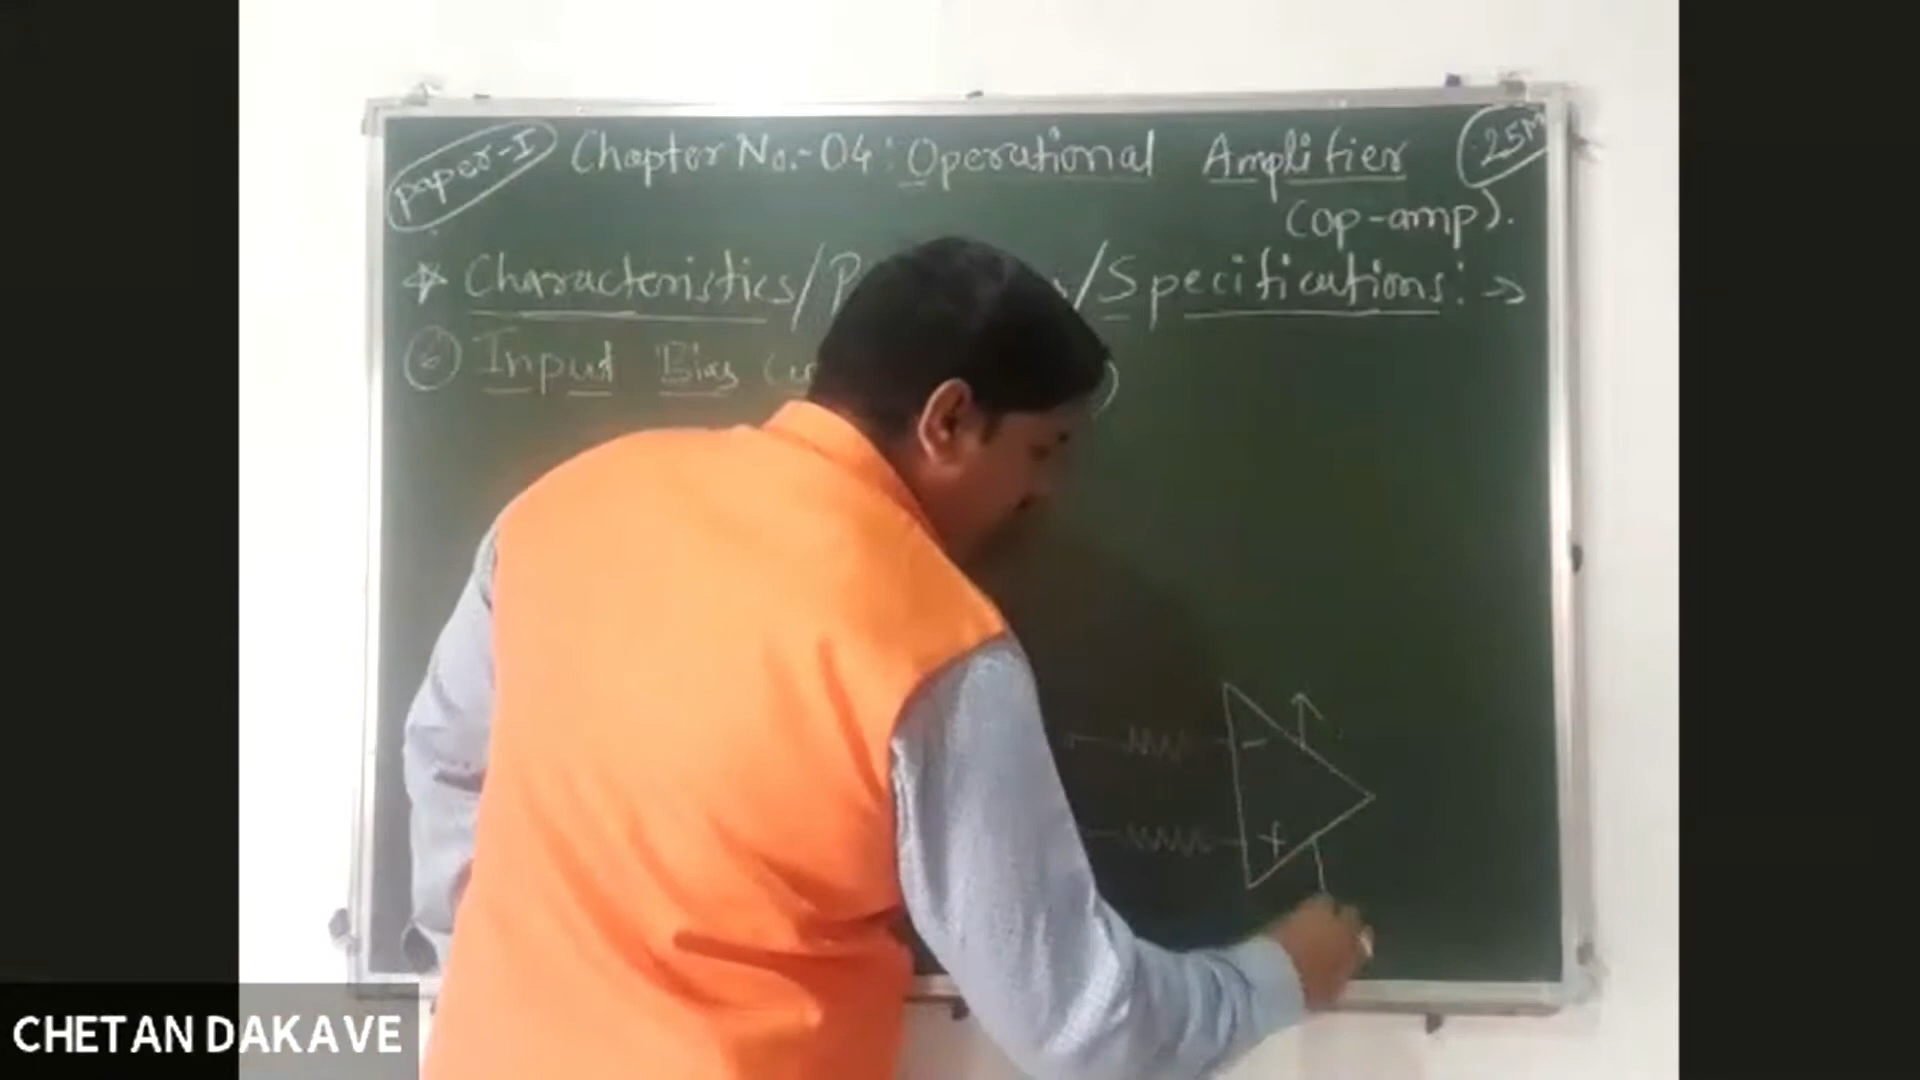 paper-I
Chapter No.-04: Operational Amplifier
25M
(op-amp).
* Characteristics/P /Specifications: →
⑥ Input Bias )
-
+
CHETAN DAKAVE